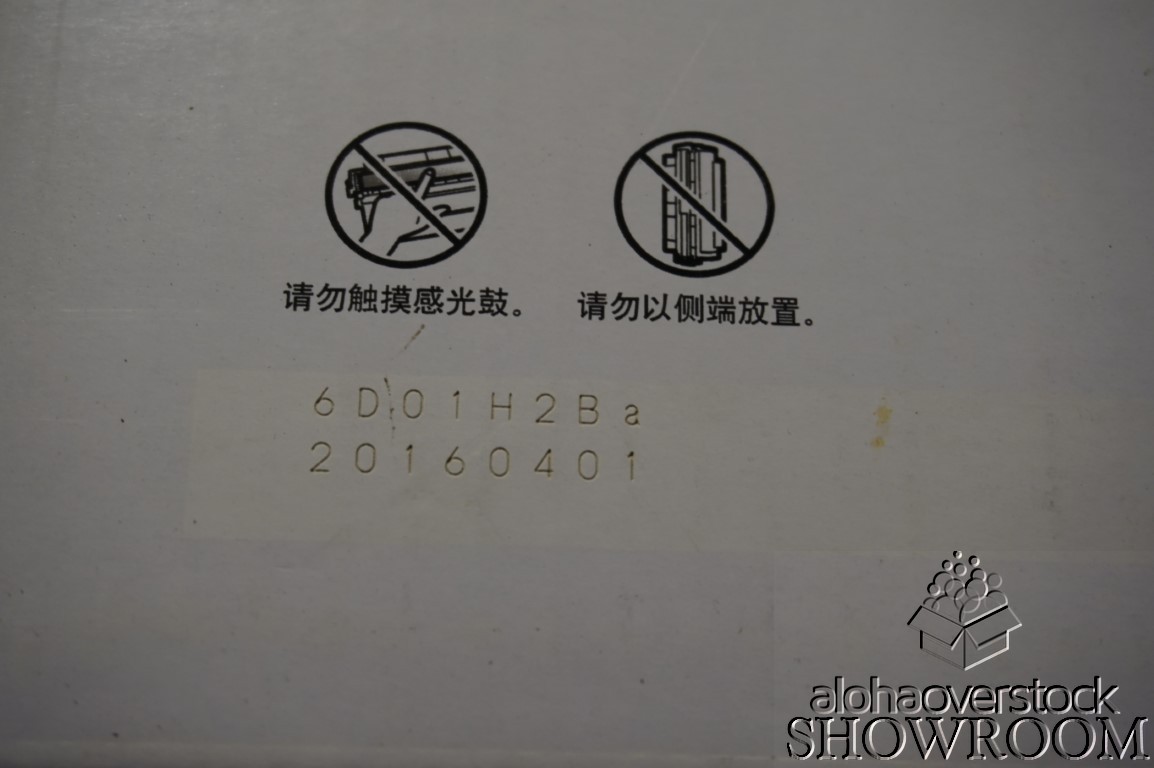 请勿触摸感光鼓。 请勿以侧端放置。
6D01H2Ba
20160401
alohaoverstock
SHOWROOM